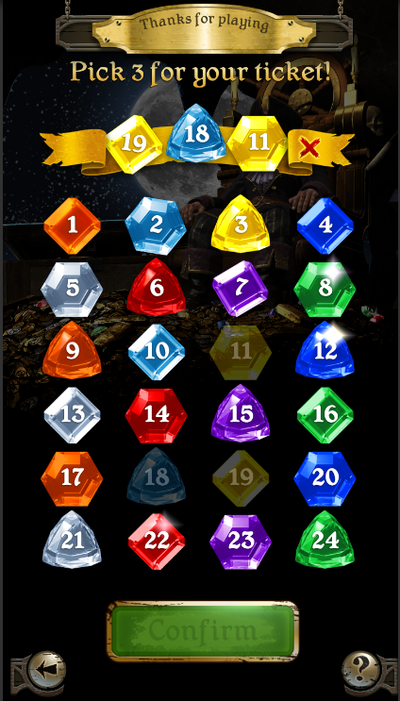 Thanks for playing
Pick 3 for your ticket!
19 18 11
1 2 3 4
5 6 7 8
9 10 11 12
13 14 15 16
17 18 19 20
21 22 23 24
Confirm
?